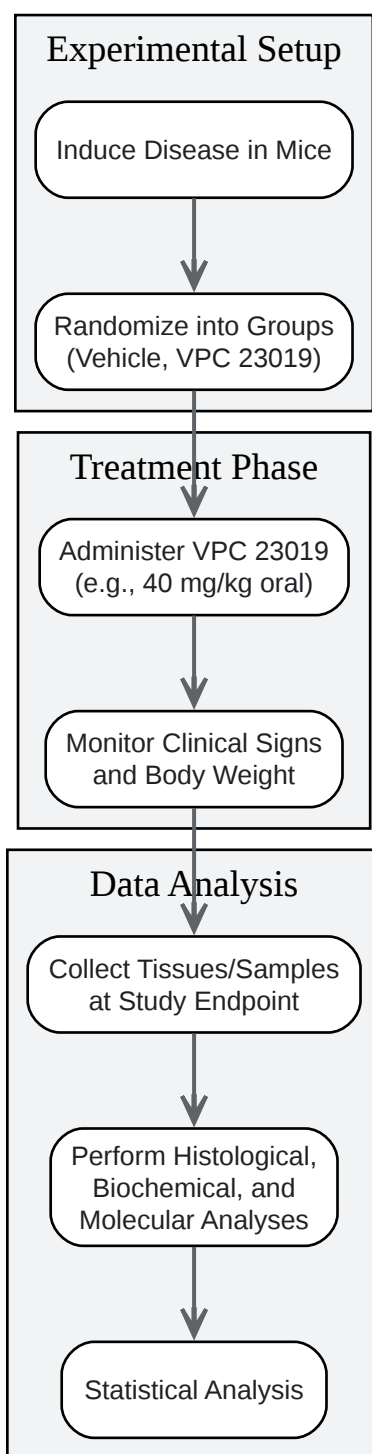 Experimental Setup
Induce Disease in Mice
Randomize into Groups
(Vehicle, VPC 23019)
Treatment Phase
Administer VPC 23019
(e.g., 40 mg/kg oral)
Monitor Clinical Signs
and Body Weight
Data Analysis
Collect Tissues/Samples
at Study Endpoint
Perform Histological,
Biochemical, and
Molecular Analyses
Statistical Analysis